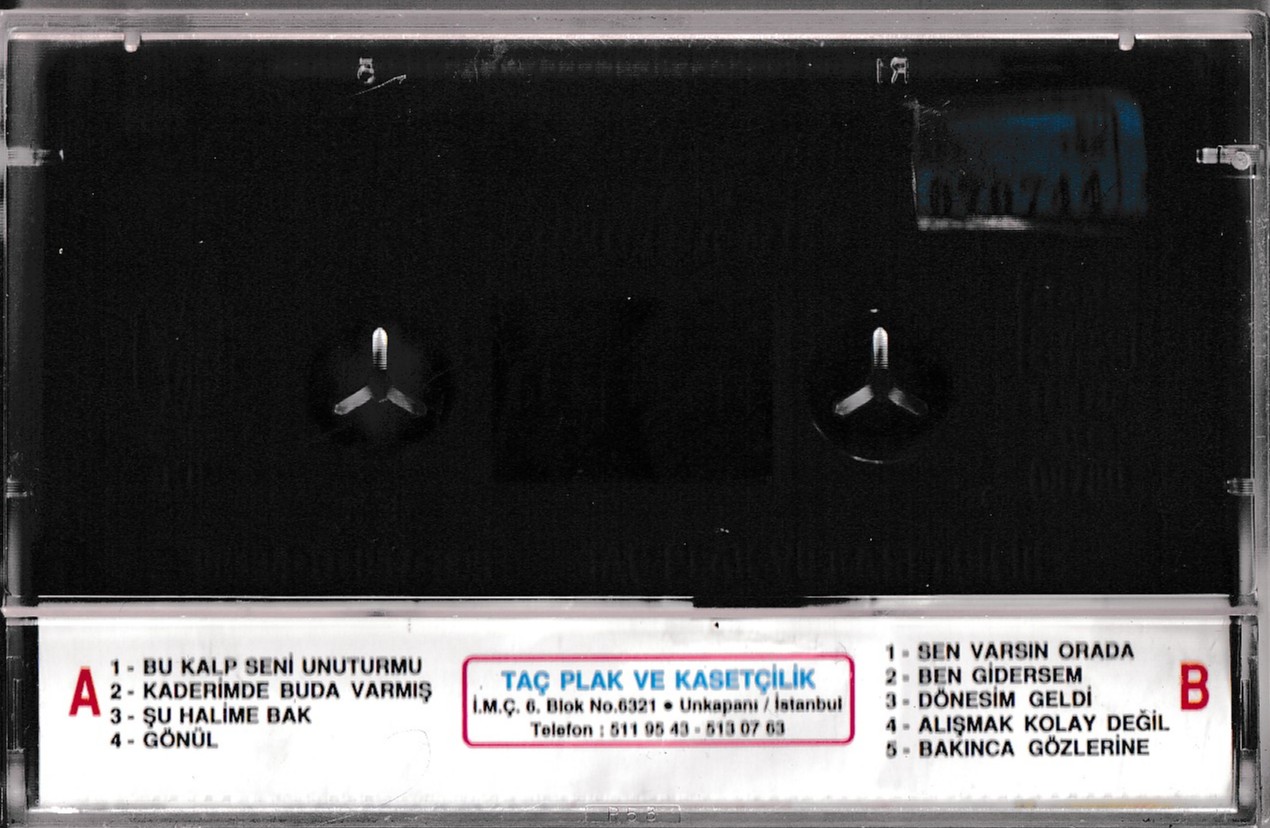 A
1 - BU KALP SENİ UNUTURMU
2 - KADERİMDE BUDA VARMIŞ
3 - ŞU HALİME BAK
4 - GÖNÜL
TAÇ PLAK VE KASETÇİLİK
İ.M.Ç. 6. Blok No.6321 ● Unkapanı / İstanbul
Telefon : 511 95 43 - 513 07 63
B
1 - SEN VARSIN ORADA
2 - BEN GİDERSEM
3 - DÖNESİM GELDİ
4 - ALIŞMAK KOLAY DEĞİL
5 - BAKINCA GÖZLERİNE